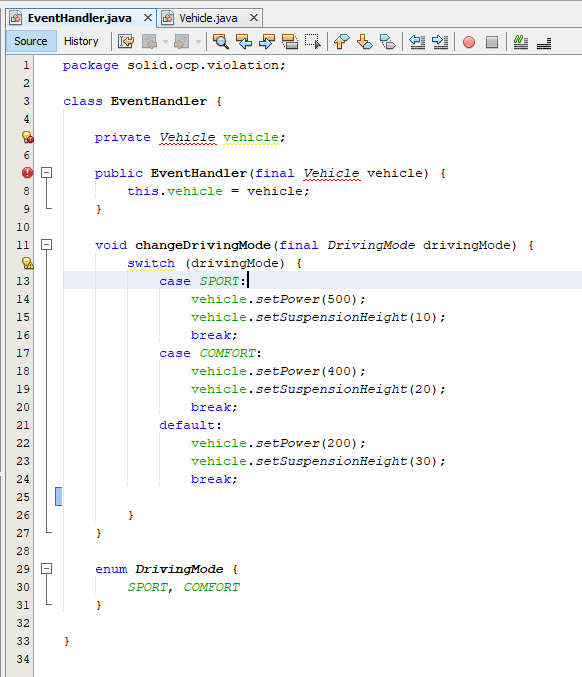 EventHandler.java × Vehicle.java ×
Source History
1 package solid.ocp.violation;
2
3 class EventHandler {
4
private Vehicle vehicle;
6
public EventHandler(final Vehicle vehicle) {
8 this.vehicle = vehicle;
9 }
10
11 void changeDrivingMode(final DrivingMode drivingMode) {
switch (drivingMode) {
13 case SPORT:
14 vehicle.setPower(500);
15 vehicle.setSuspensionHeight(10);
16 break;
17 case COMFORT:
18 vehicle.setPower(400);
19 vehicle.setSuspensionHeight(20);
20 break;
21 default:
22 vehicle.setPower(200);
23 vehicle.setSuspensionHeight(30);
24 break;
25
26 }
27 }
28
29 enum DrivingMode {
30 SPORT, COMFORT
31 }
32
33 }
34